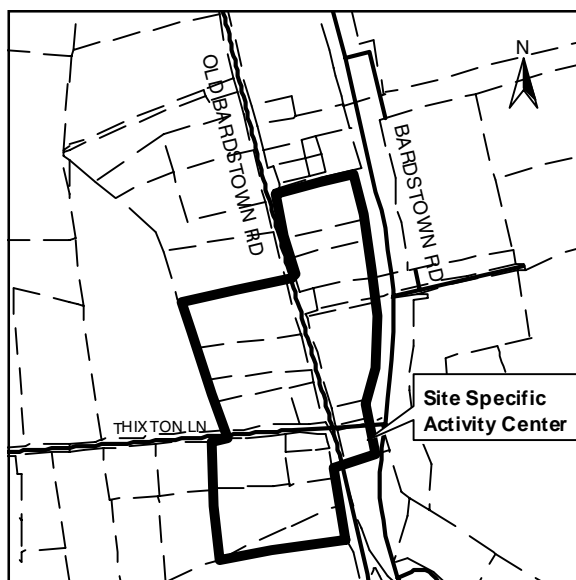 N
OLD BARDSTOWN RD
BARDSTOWN RD
THIXTON LN
Site Specific
Activity Center